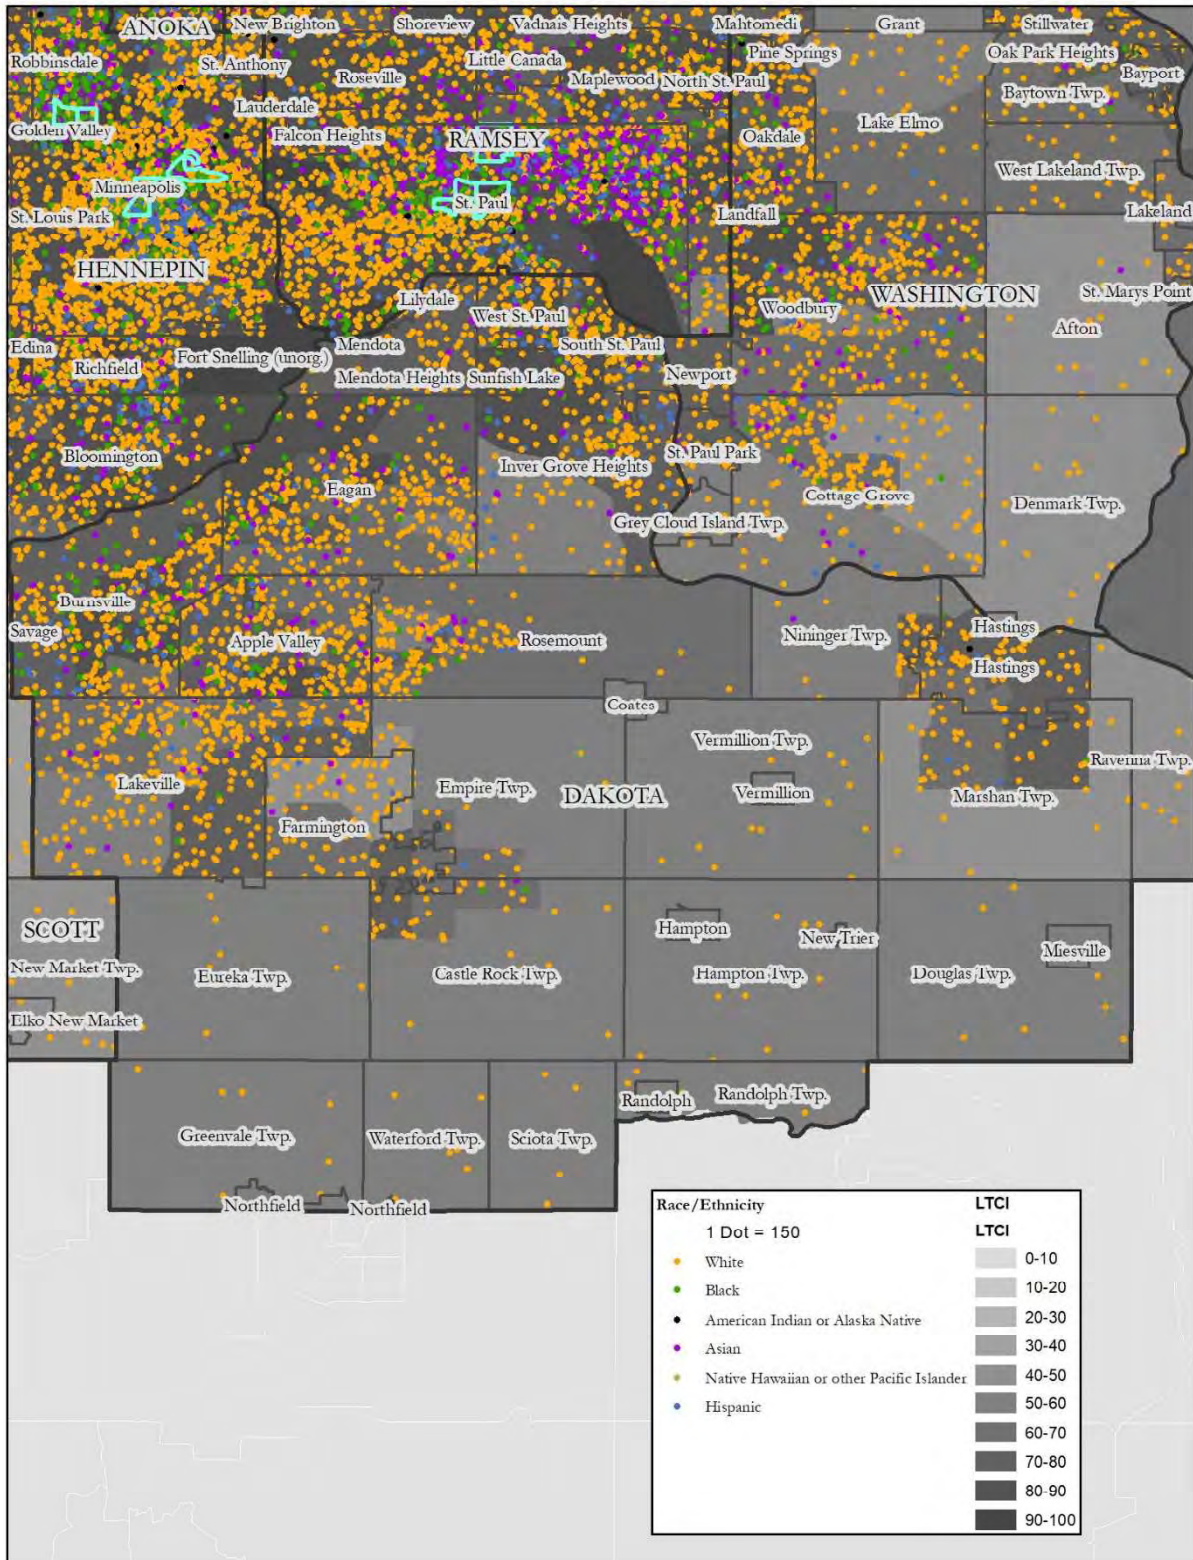 ANOKA
New Brighton
Shoreview
Vadnais Heights
Mahtomedi
Grant
Stillwater
Robbinsdale
St. Anthony
Roseville
Little Canada
Maplewood
North St. Paul
Pine Springs
Oak Park Heights
Bayport
Baytown Twp.
Golden Valley
Lauderdale
Falcon Heights
RAMSEY
Oakdale
Lake Elmo
West Lakeland Twp.
Minneapolis
St. Louis Park
St. Paul
Landfall
Lakeland
HENNEPIN
Lilydale
West St. Paul
Woodbury
WASHINGTON
St. Marys Point
Afton
Edina
Richfield
Fort Snelling (unorg.)
Mendota
South St. Paul
Mendota Heights
Sunfish Lake
Newport
Bloomington
Eagan
Inver Grove Heights
St. Paul Park
Cottage Grove
Denmark Twp.
Grey Cloud Island Twp.
Burnsville
Savage
Apple Valley
Rosemount
Nininger Twp.
Hastings
Hastings
Coates
Vermillion Twp.
Lakeville
Empire Twp.
DAKOTA
Vermillion
Marshan Twp.
Ravenna Twp.
Farmington
SCOTT
New Market Twp.
Elko New Market
Eureka Twp.
Castle Rock Twp.
Hampton
New Trier
Hampton Twp.
Douglas Twp.
Miesville
Greenvale Twp.
Waterford Twp.
Sciota Twp.
Randolph
Randolph Twp.
Northfield
Northfield
Race/Ethnicity
1 Dot = 150
White
Black
American Indian or Alaska Native
Asian
Native Hawaiian or other Pacific Islander
Hispanic
LTCI
LTCI
0-10
10-20
20-30
30-40
40-50
50-60
60-70
70-80
80-90
90-100